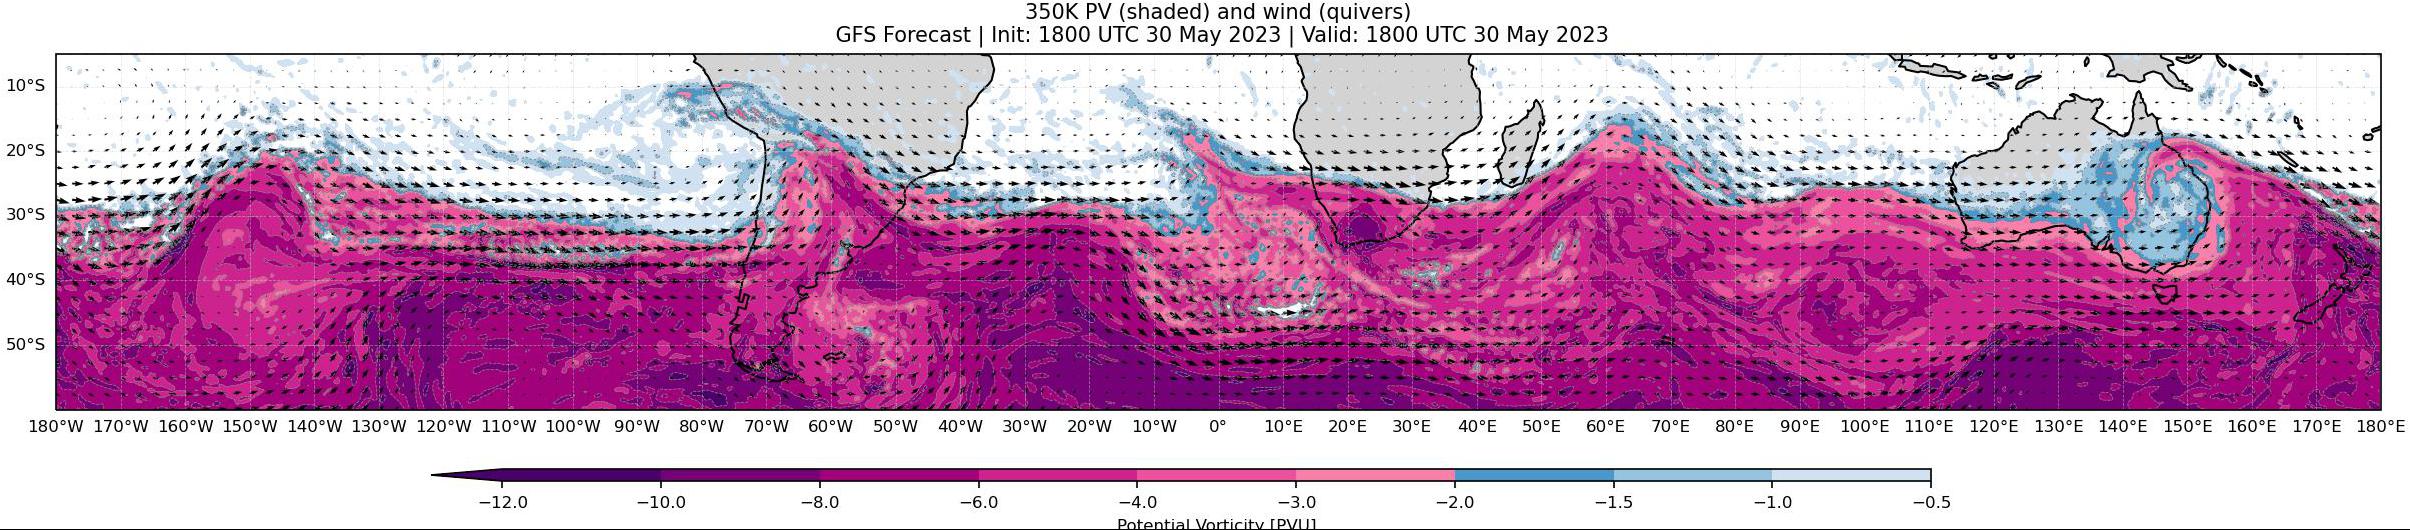 350K PV (shaded) and wind (quivers)
GFS Forecast | Init: 1800 UTC 30 May 2023 | Valid: 1800 UTC 30 May 2023
10°S
20°S
30°S
40°S
50°S
180°W 170°W 160°W 150°W 140°W 130°W 120°W 110°W 100°W 90°W 80°W 70°W 60°W 50°W 40°W 30°W 20°W 10°W 0° 10°E 20°E 30°E 40°E 50°E 60°E 70°E 80°E 90°E 100°E 110°E 120°E 130°E 140°E 150°E 160°E 170°E 180°E
−12.0 −10.0 −8.0 −6.0 −4.0 −3.0 −2.0 −1.5 −1.0 −0.5
Potential Vorticity [PVU]